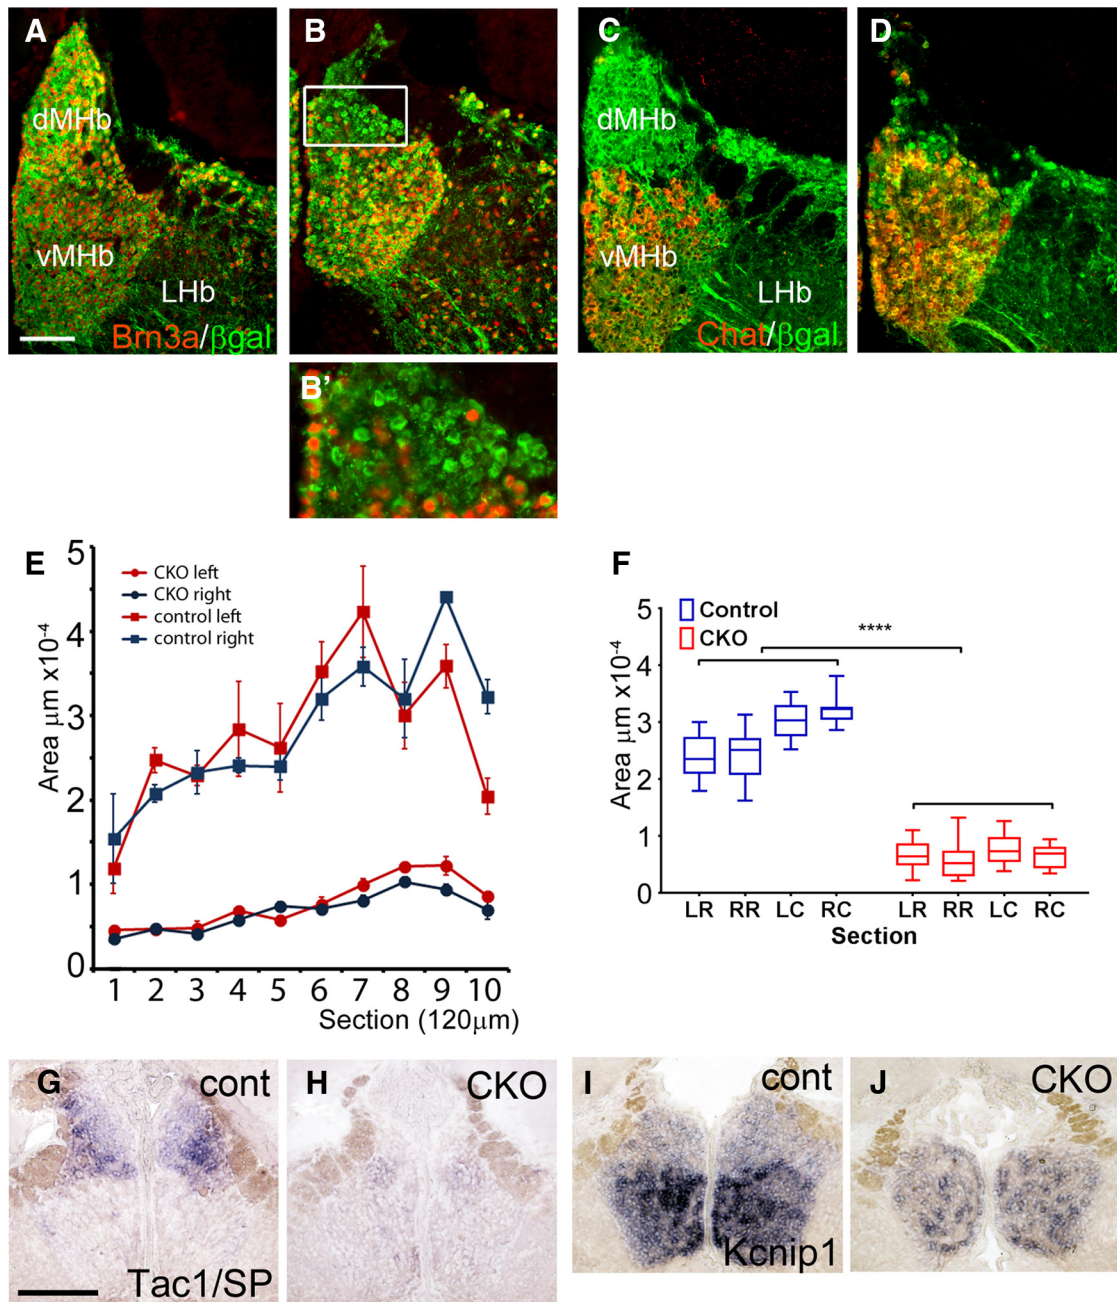 A
dMHb
vMHb
LHb
Brn3a/βgal
B
B'
C
dMHb
vMHb
LHb
Chat/βgal
D
E
CKO left
CKO right
control left
control right
Area μm x10-4
5
4
3
2
1
0
1 2 3 4 5 6 7 8 9 10
Section (120μm)
F
Control
CKO
****
Area μm x10-4
5
4
3
2
1
0
LR RR LC RC LR RR LC RC
Section
G
cont
Tac1/SP
H
CKO
I
cont
Kcnip1
J
CKO